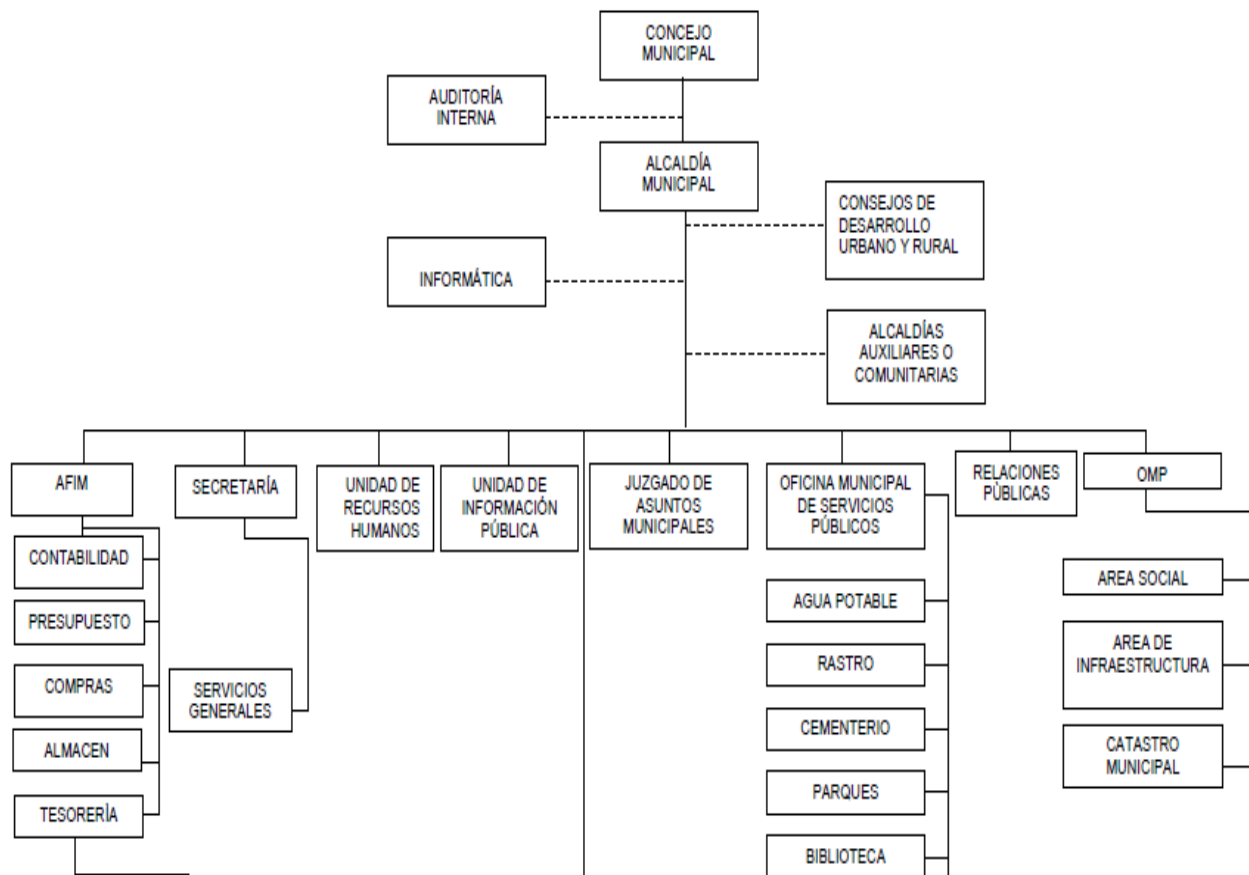 CONCEJO
MUNICIPAL
AUDITORÍA
INTERNA
ALCALDÍA
MUNICIPAL
CONSEJOS DE
DESARROLLO
URBANO Y RURAL
INFORMÁTICA
ALCALDÍAS
AUXILIARES O
COMUNITARIAS
AFIM
SECRETARÍA
UNIDAD DE
RECURSOS
HUMANOS
UNIDAD DE
INFORMACIÓN
PÚBLICA
JUZGADO DE
ASUNTOS
MUNICIPALES
OFICINA MUNICIPAL
DE SERVICIOS
PÚBLICOS
RELACIONES
PÙBLICAS
OMP
CONTABILIDAD
PRESUPUESTO
COMPRAS
ALMACEN
TESORERÍA
SERVICIOS
GENERALES
AGUA POTABLE
RASTRO
CEMENTERIO
PARQUES
BIBLIOTECA
AREA SOCIAL
AREA DE
INFRAESTRUCTURA
CATASTRO
MUNICIPAL